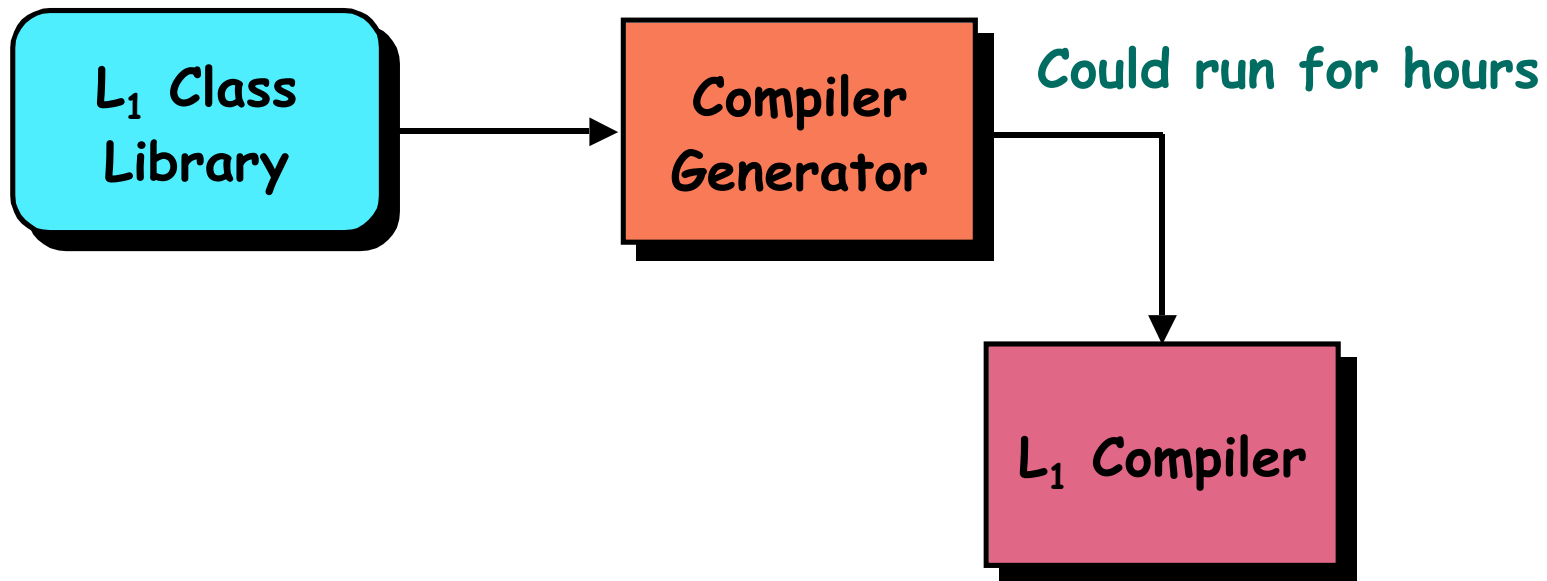 L₁ Class
Library
Compiler
Generator
Could run for hours
L₁ Compiler